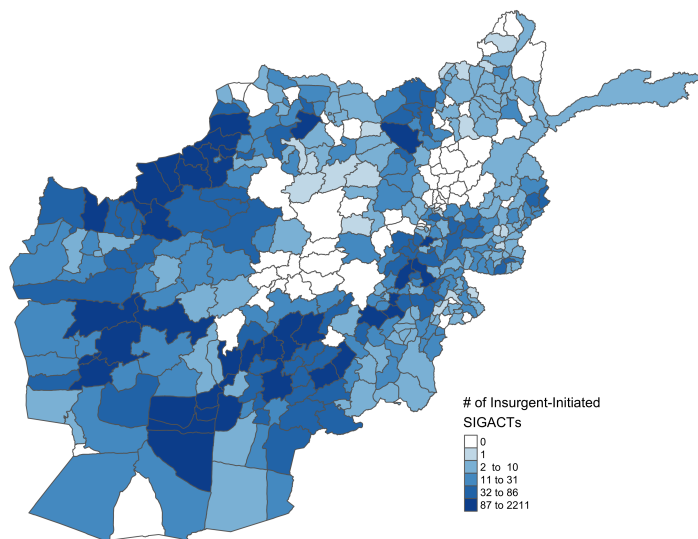 # of Insurgent-Initiated
SIGACTs
0
1
2 to 10
11 to 31
32 to 86
87 to 2211